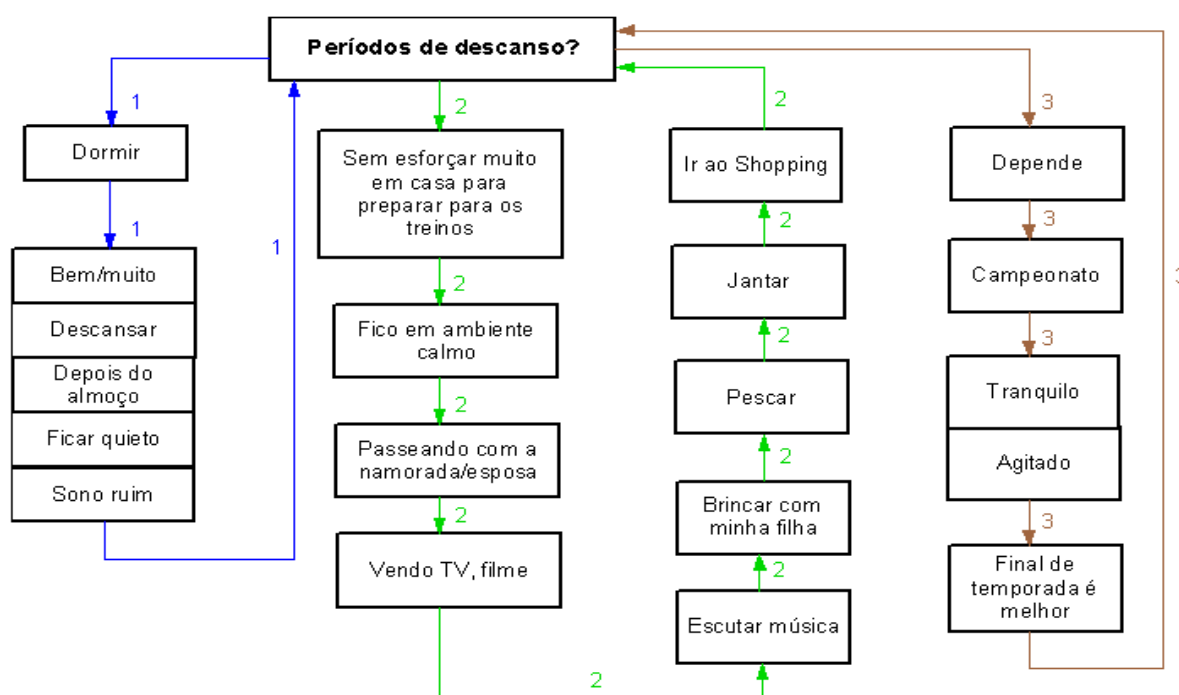 Períodos de descanso?
1
Dormir
1
Bem/muito
Descansar
Depois do
almoço
Ficar quieto
Sono ruim
1
2
Sem esforçar muito
em casa para
preparar para os
treinos
2
Fico em ambiente
calmo
2
Passeando com a
namorada/esposa
2
Vendo TV, filme
2
Escutar música
2
Brincar com
minha filha
2
Pescar
2
Jantar
2
Ir ao Shopping
2
3
Depende
3
Campeonato
3
Tranquilo
Agitado
3
Final de
temporada é
melhor
3